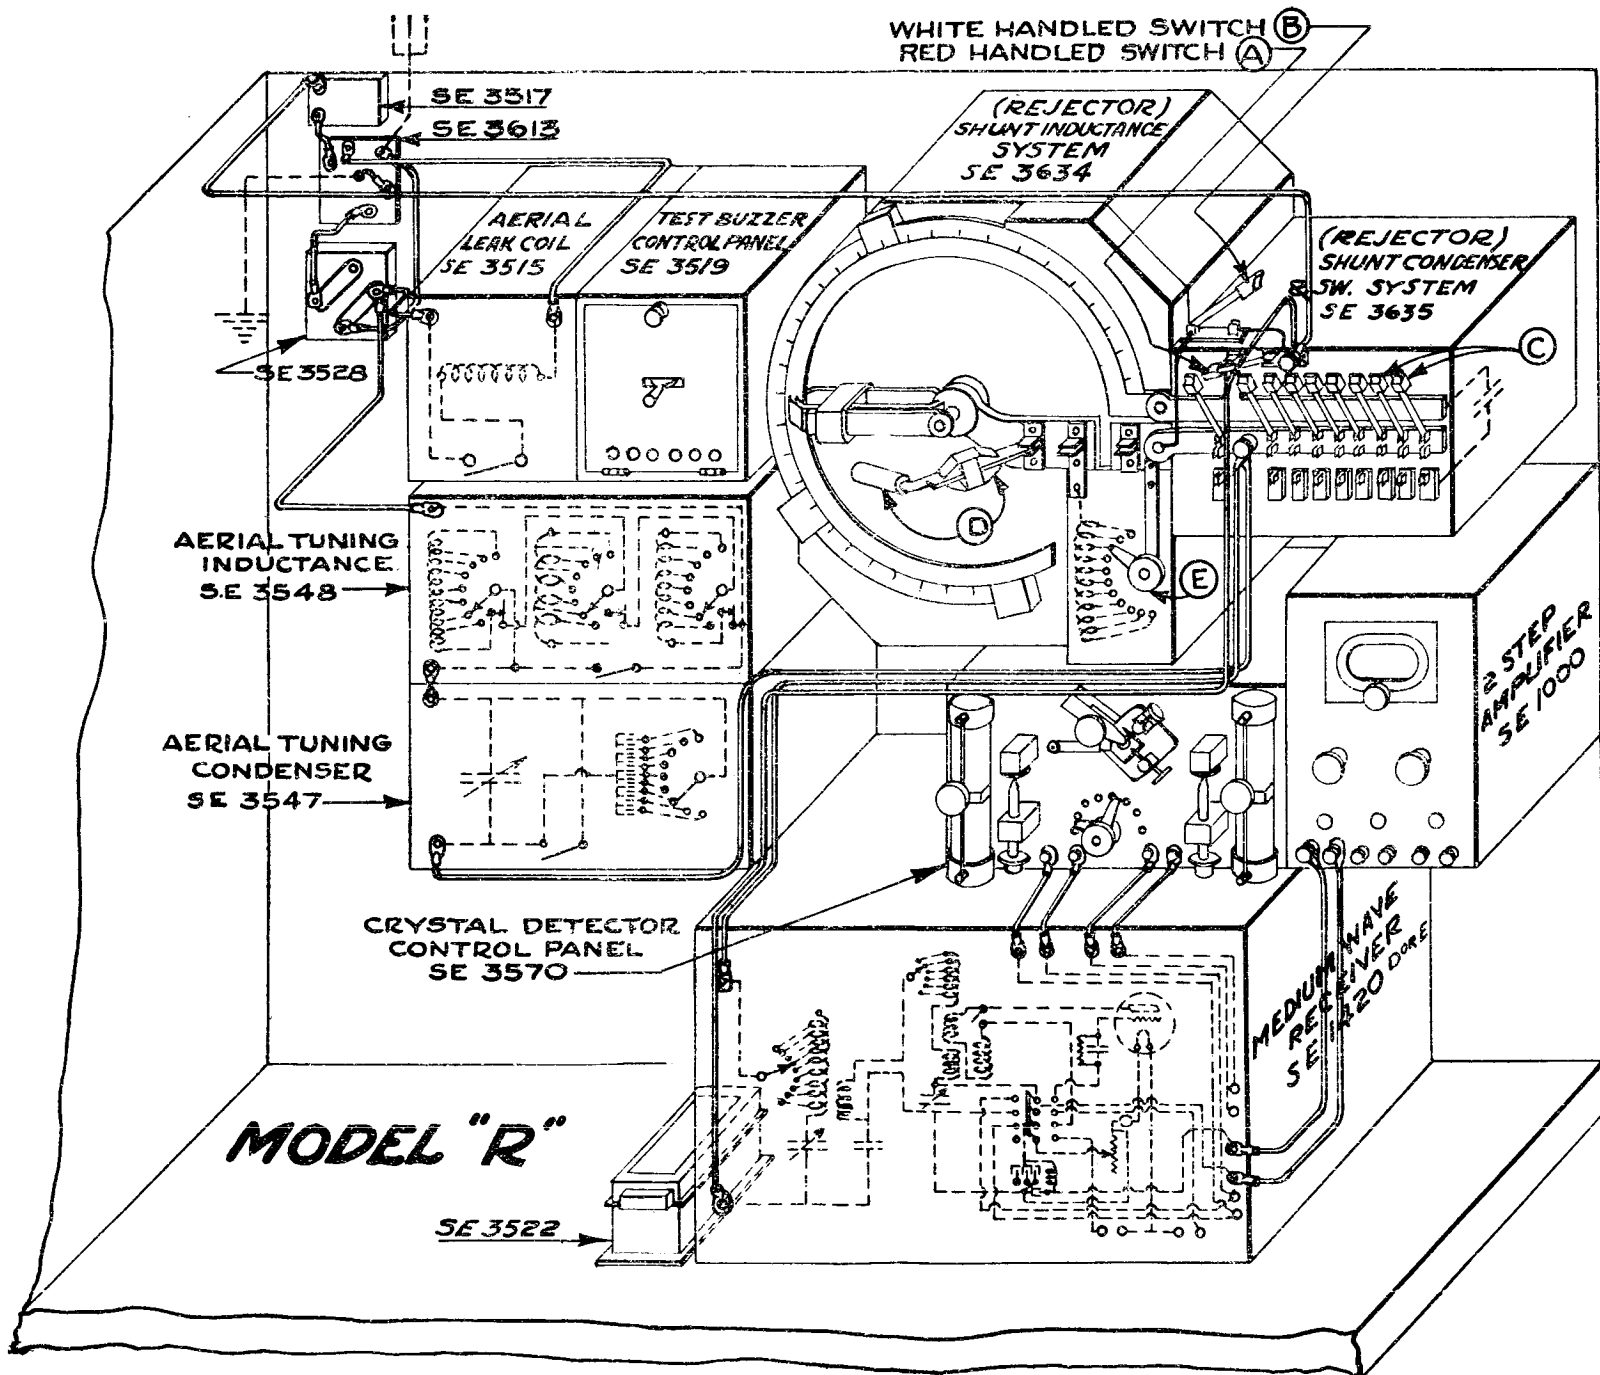 WHITE HANDLED SWITCH B
RED HANDLED SWITCH A
SE 3517
SE 3613
(REJECTOR)
SHUNT INDUCTANCE
SYSTEM
SE 3634
AERIAL
LEAK COIL
SE 3515
TEST BUZZER
CONTROL PANEL
SE 3519
(REJECTOR)
SHUNT CONDENSER
& SW. SYSTEM
SE 3635
C
SE 3528
D
E
AERIAL TUNING
INDUCTANCE
S.E 3548
2 STEP
AMPLIFIER
SE 1000
AERIAL TUNING
CONDENSER
SE 3547
CRYSTAL DETECTOR
CONTROL PANEL
SE 3570
MEDIUM WAVE
RECEIVER
SE 1420 D OR E
MODEL "R"
SE 3522